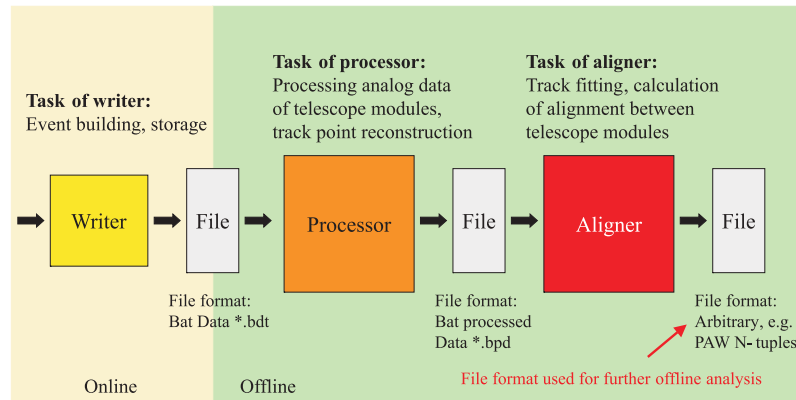 Task of writer:
Event building, storage
Task of processor:
Processing analog data
of telescope modules,
track point reconstruction
Task of aligner:
Track fitting, calculation
of alignment between
telescope modules
Writer
File
Processor
File
Aligner
File
File format:
Bat Data *.bdt
File format:
Bat processed
Data *.bpd
File format:
Arbitrary, e.g.
PAW N- tuples
File format used for further offline analysis
Online
Offline